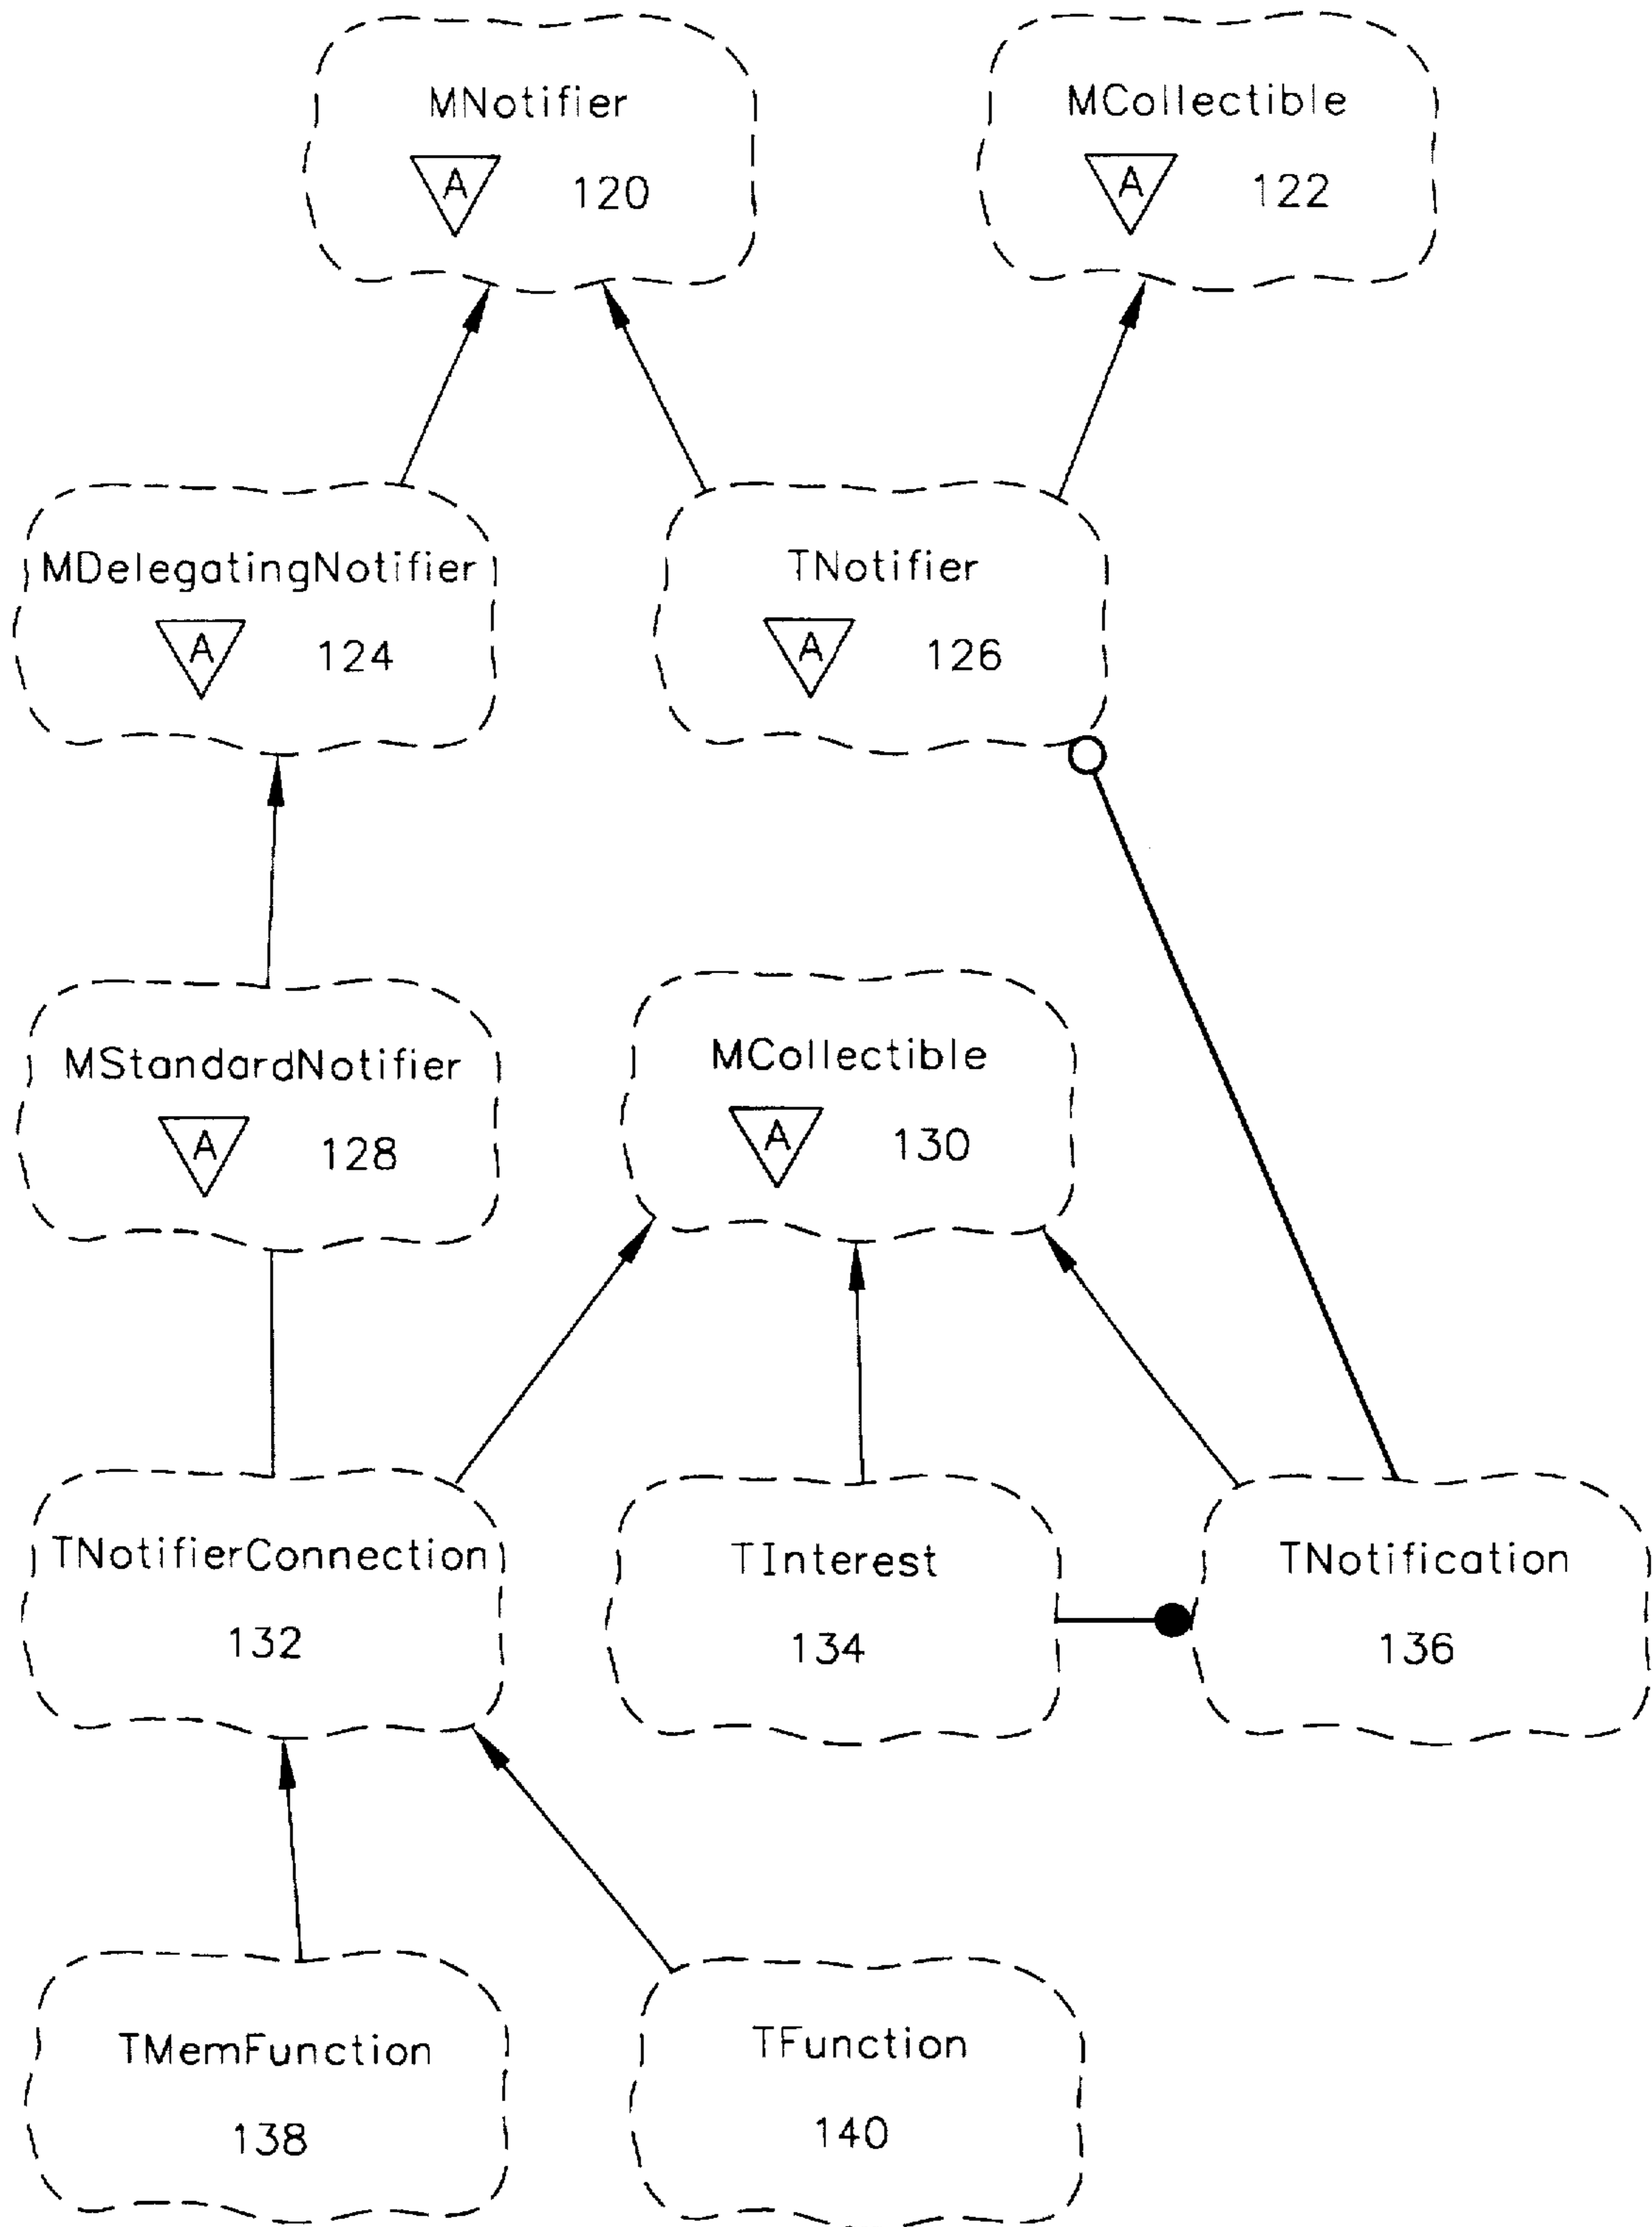 MNotifier
A 120
MCollectible
A 122
MDelegatingNotifier
A 124
TNotifier
A 126
MStandardNotifier
A 128
MCollectible
A 130
TNotifierConnection
132
TInterest
134
TNotification
136
TMemFunction
138
TFunction
140